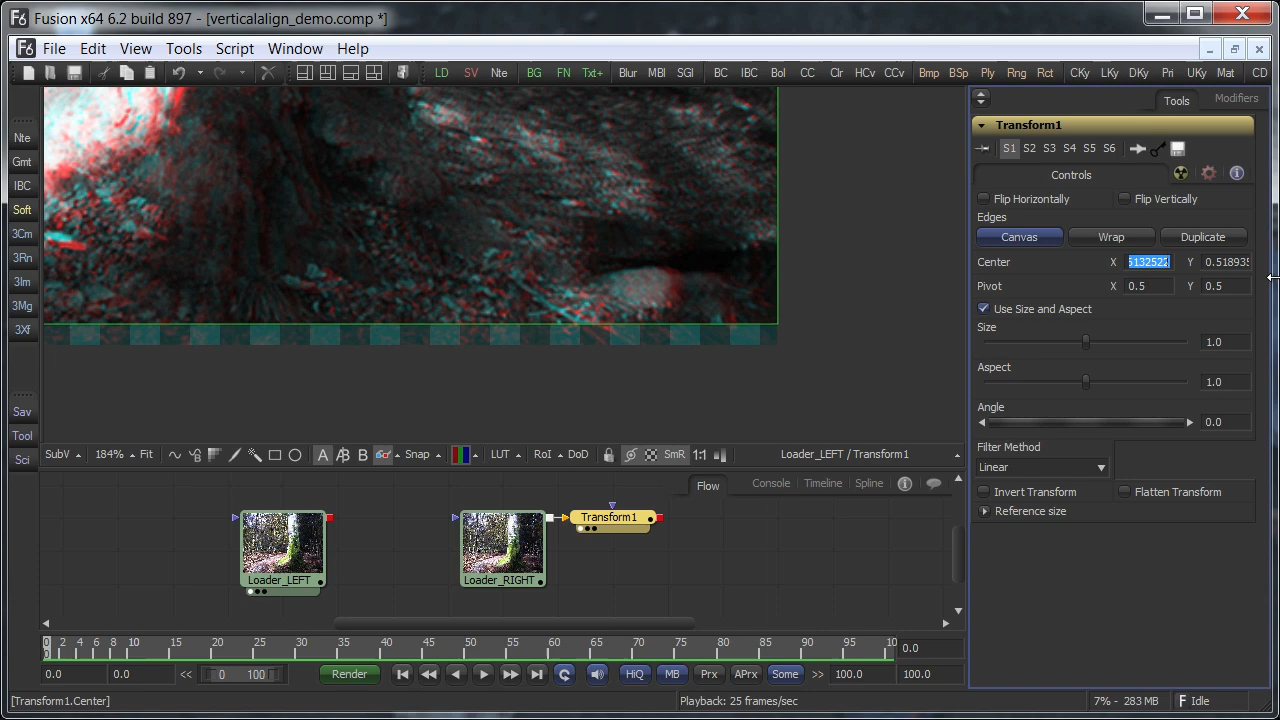 Fusion x64 6.2 build 897 - [verticalalign_demo.comp *]
File Edit View Tools Script Window Help
LD SV Nte BG FN Txt+ Blur MBl SGl BC IBC Bol CC Clr HCv CCv Bmp BSp Ply Rng Rct CKy LKy DKy Pri UKy Mat CD
Nte
Gmt
IBC
Soft
3Cm
3Rn
3Im
3Mg
3Xf
Sav
Tool
Sci
Tools Modifiers
Transform1
S1 S2 S3 S4 S5 S6
Controls
Flip Horizontally Flip Vertically
Edges
Canvas Wrap Duplicate
Center X 5132522 Y 0.518935
Pivot X 0.5 Y 0.5
Use Size and Aspect
Size
1.0
Aspect
1.0
Angle
0.0
Filter Method
Linear
Invert Transform Flatten Transform
Reference size
SubV 184% Fit A B Snap LUT RoI DoD SmR 1:1 Loader_LEFT / Transform1
Flow Console Timeline Spline
Transform1
Loader_LEFT Loader_RIGHT
0 2 4 6 8 10 15 20 25 30 35 40 45 50 55 60 65 70 75 80 85 90 95 10
0
0.0
0.0 0.0 << 0 100 Render HiQ MB Prx APrx Some >> 100.0 100.0
[Transform1.Center] Playback: 25 frames/sec 7% - 283 MB Idle